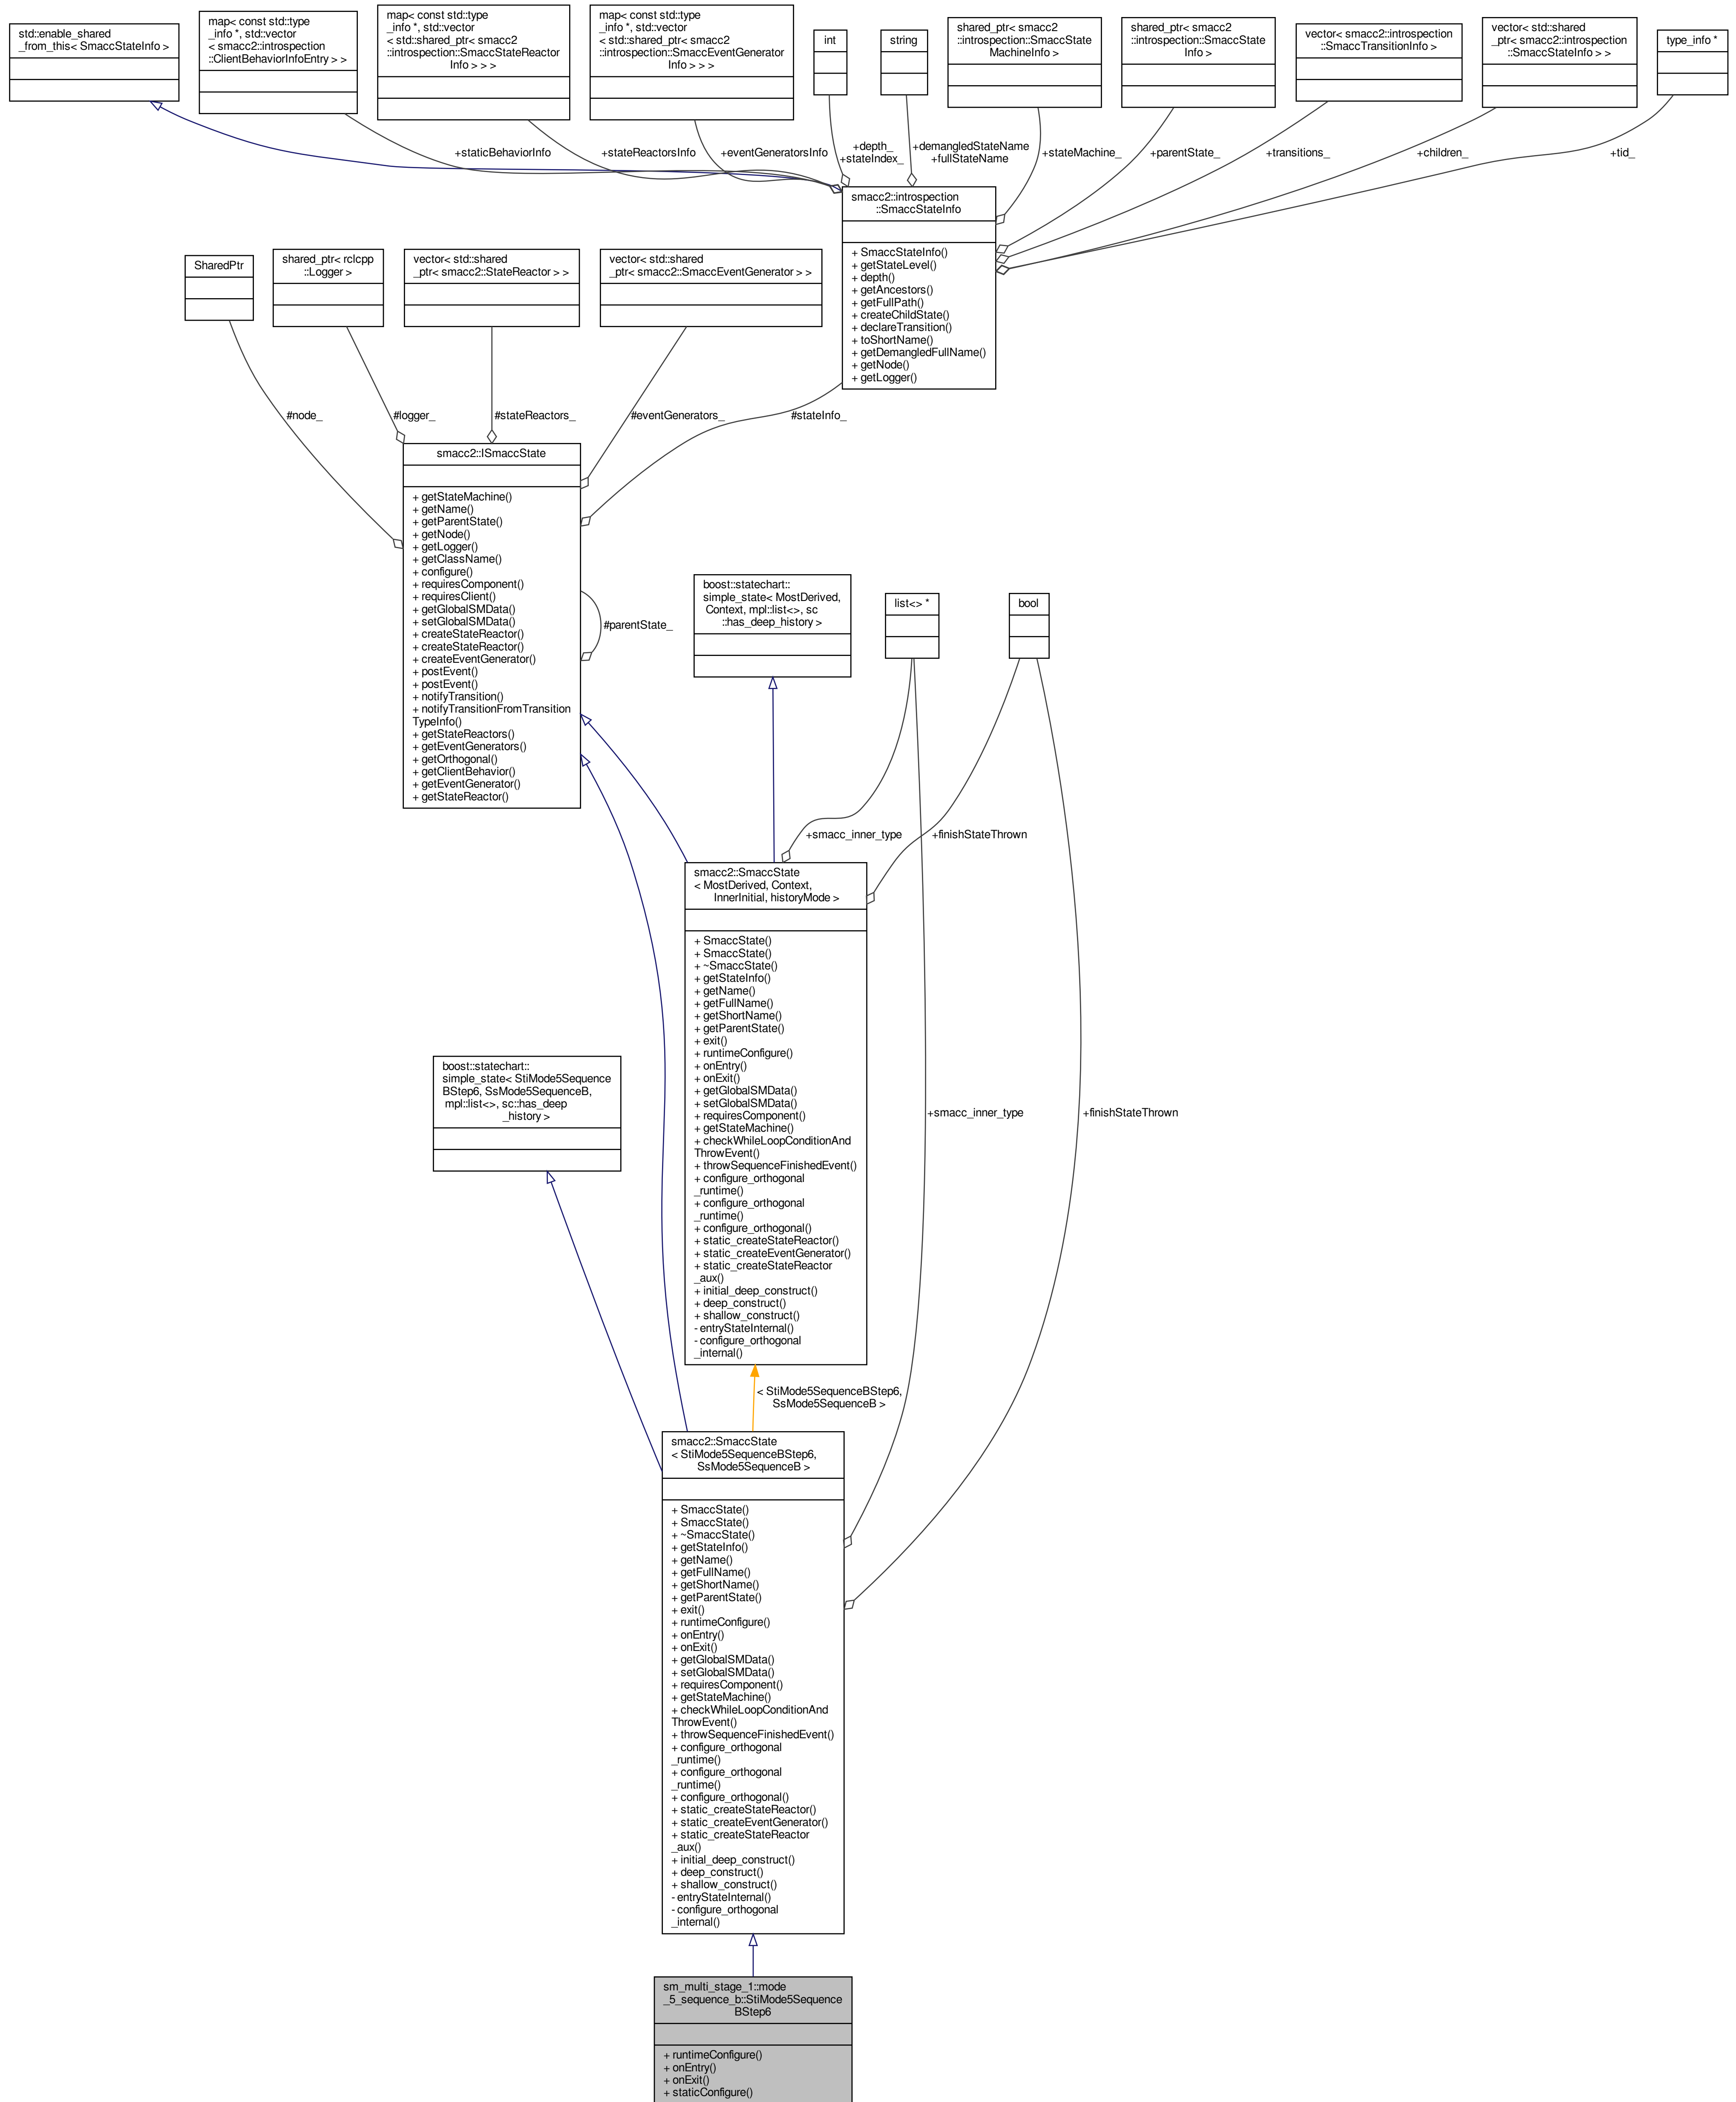 std::enable_shared
_from_this< SmaccStateInfo >
map< const std::type
_info *, std::vector
< smacc2::introspection
::ClientBehaviorInfoEntry > >
map< const std::type
_info *, std::vector
< std::shared_ptr< smacc2
::introspection::SmaccStateReactor
Info > > >
map< const std::type
_info *, std::vector
< std::shared_ptr< smacc2
::introspection::SmaccEventGenerator
Info > > >
int
string
shared_ptr< smacc2
::introspection::SmaccState
MachineInfo >
shared_ptr< smacc2
::introspection::SmaccState
Info >
vector< smacc2::introspection
::SmaccTransitionInfo >
vector< std::shared
_ptr< smacc2::introspection
::SmaccStateInfo > >
type_info *
+staticBehaviorInfo
+stateReactorsInfo
+eventGeneratorsInfo
+depth_
+stateIndex_
+demangledStateName
+fullStateName
+stateMachine_
+parentState_
+transitions_
+children_
+tid_
smacc2::introspection
::SmaccStateInfo
+ SmaccStateInfo()
+ getStateLevel()
+ depth()
+ getAncestors()
+ getFullPath()
+ createChildState()
+ declareTransition()
+ toShortName()
+ getDemangledFullName()
+ getNode()
+ getLogger()
SharedPtr
shared_ptr< rclcpp
::Logger >
vector< std::shared
_ptr< smacc2::StateReactor > >
vector< std::shared
_ptr< smacc2::SmaccEventGenerator > >
#node_
#logger_
#stateReactors_
#eventGenerators_
#stateInfo_
smacc2::ISmaccState
+ getStateMachine()
+ getName()
+ getParentState()
+ getNode()
+ getLogger()
+ getClassName()
+ configure()
+ requiresComponent()
+ requiresClient()
+ getGlobalSMData()
+ setGlobalSMData()
+ createStateReactor()
+ createStateReactor()
+ createEventGenerator()
+ postEvent()
+ postEvent()
+ notifyTransition()
+ notifyTransitionFromTransition
TypeInfo()
+ getStateReactors()
+ getEventGenerators()
+ getOrthogonal()
+ getClientBehavior()
+ getEventGenerator()
+ getStateReactor()
#parentState_
boost::statechart::
simple_state< MostDerived,
Context, mpl::list<>, sc
::has_deep_history >
list<> *
bool
+smacc_inner_type
+finishStateThrown
smacc2::SmaccState
< MostDerived, Context,
InnerInitial, historyMode >
+ SmaccState()
+ SmaccState()
+ ~SmaccState()
+ getStateInfo()
+ getName()
+ getFullName()
+ getShortName()
+ getParentState()
+ exit()
+ runtimeConfigure()
+ onEntry()
+ onExit()
+ getGlobalSMData()
+ setGlobalSMData()
+ requiresComponent()
+ getStateMachine()
+ checkWhileLoopConditionAnd
ThrowEvent()
+ throwSequenceFinishedEvent()
+ configure_orthogonal
_runtime()
+ configure_orthogonal
_runtime()
+ configure_orthogonal()
+ static_createStateReactor()
+ static_createEventGenerator()
+ static_createStateReactor
_aux()
+ initial_deep_construct()
+ deep_construct()
+ shallow_construct()
- entryStateInternal()
- configure_orthogonal
_internal()
boost::statechart::
simple_state< StiMode5Sequence
BStep6, SsMode5SequenceB,
mpl::list<>, sc::has_deep
_history >
+smacc_inner_type
+finishStateThrown
< StiMode5SequenceBStep6,
SsMode5SequenceB >
smacc2::SmaccState
< StiMode5SequenceBStep6,
SsMode5SequenceB >
+ SmaccState()
+ SmaccState()
+ ~SmaccState()
+ getStateInfo()
+ getName()
+ getFullName()
+ getShortName()
+ getParentState()
+ exit()
+ runtimeConfigure()
+ onEntry()
+ onExit()
+ getGlobalSMData()
+ setGlobalSMData()
+ requiresComponent()
+ getStateMachine()
+ checkWhileLoopConditionAnd
ThrowEvent()
+ throwSequenceFinishedEvent()
+ configure_orthogonal
_runtime()
+ configure_orthogonal
_runtime()
+ configure_orthogonal()
+ static_createStateReactor()
+ static_createEventGenerator()
+ static_createStateReactor
_aux()
+ initial_deep_construct()
+ deep_construct()
+ shallow_construct()
- entryStateInternal()
- configure_orthogonal
_internal()
sm_multi_stage_1::mode
_5_sequence_b::StiMode5Sequence
BStep6
+ runtimeConfigure()
+ onEntry()
+ onExit()
+ staticConfigure()